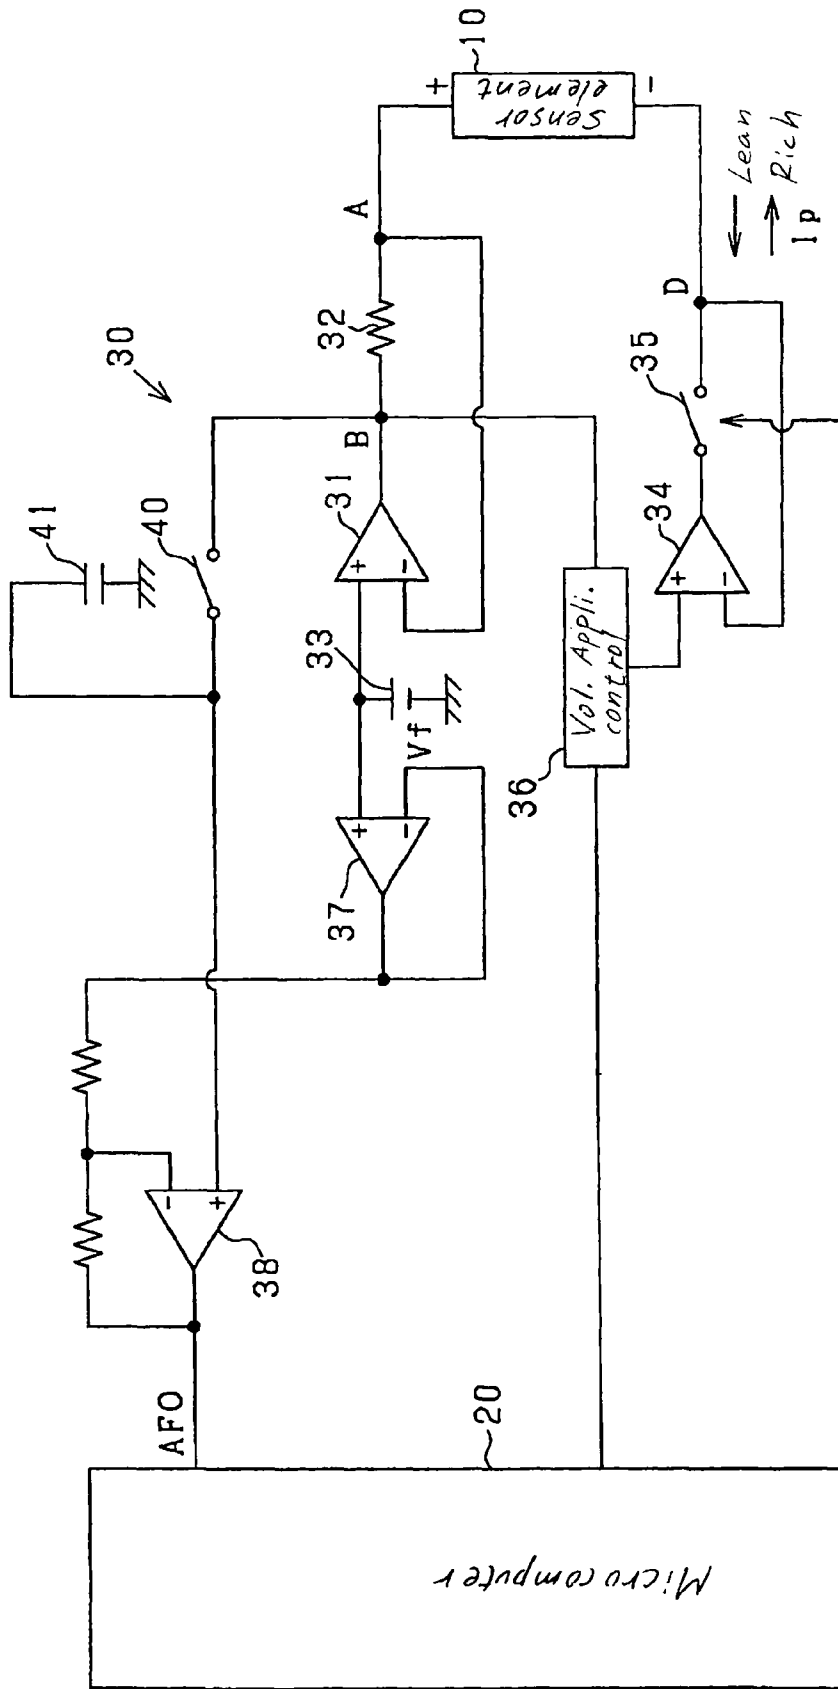 30
41
40
AFO
38
37
33
Vf
+
-
+
-
-
+
31
B
32
A
+
Sensor
element
-
10
20
Micro computer
36
Vol. Appli.
control
34
+
-
35
D
Lean
Rich
Ip